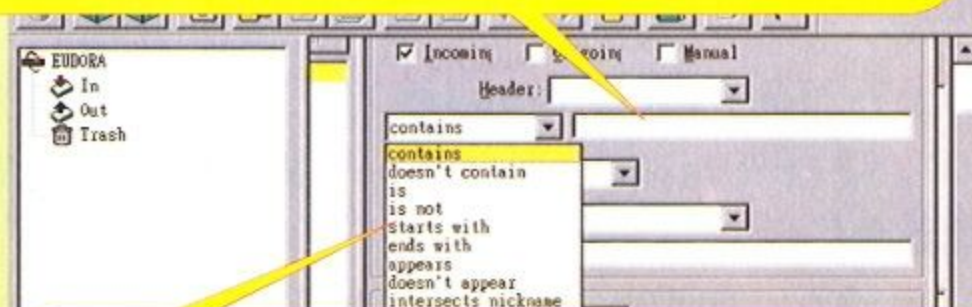 EUDORA
In
Out
Trash
Incoming
Manual
Header:
contains
contains
doesn't contain
is
is not
starts with
ends with
appears
doesn't appear
intersects nickname